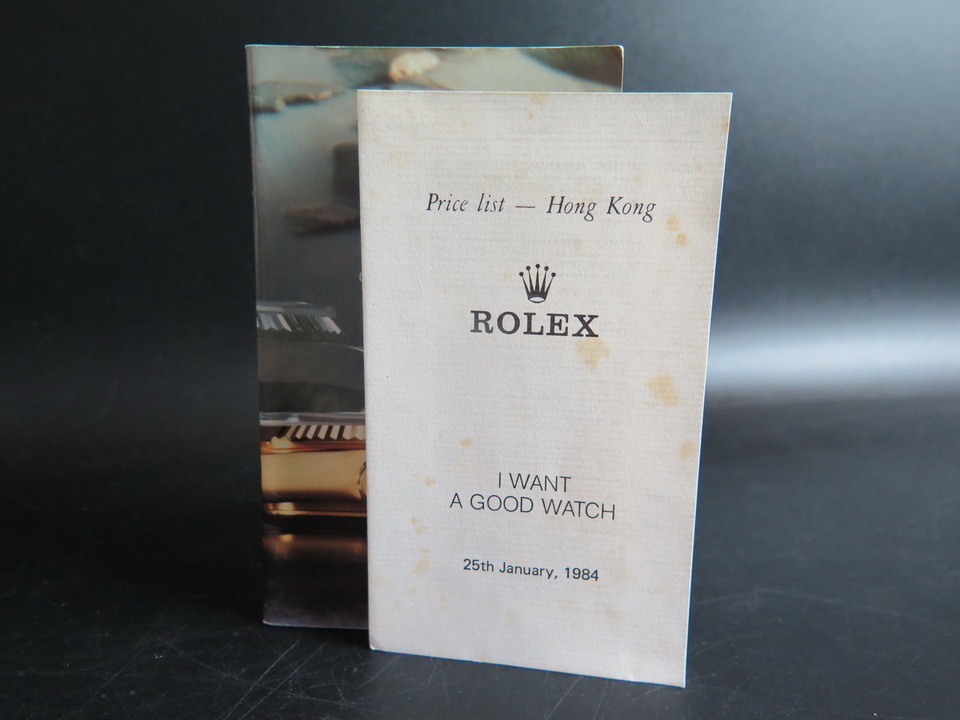 Price list — Hong Kong
ROLEX
I WANT
A GOOD WATCH
25th January, 1984